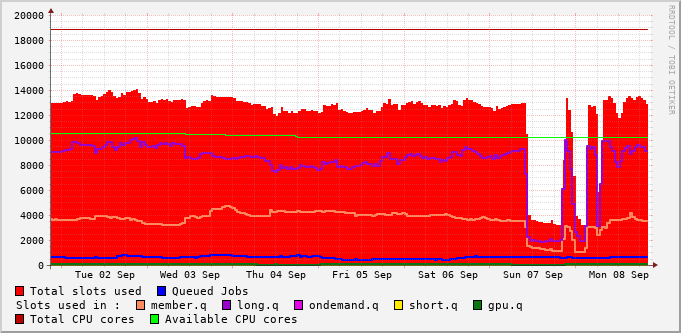 20000
18000
16000
14000
12000
10000
8000
6000
4000
2000
0
Tue 02 Sep Wed 03 Sep Thu 04 Sep Fri 05 Sep Sat 06 Sep Sun 07 Sep Mon 08 Sep
Total slots used Queued Jobs
Slots used in : member.q long.q ondemand.q short.q gpu.q
Total CPU cores Available CPU cores
RRDTOOL / TOBI OETIKER